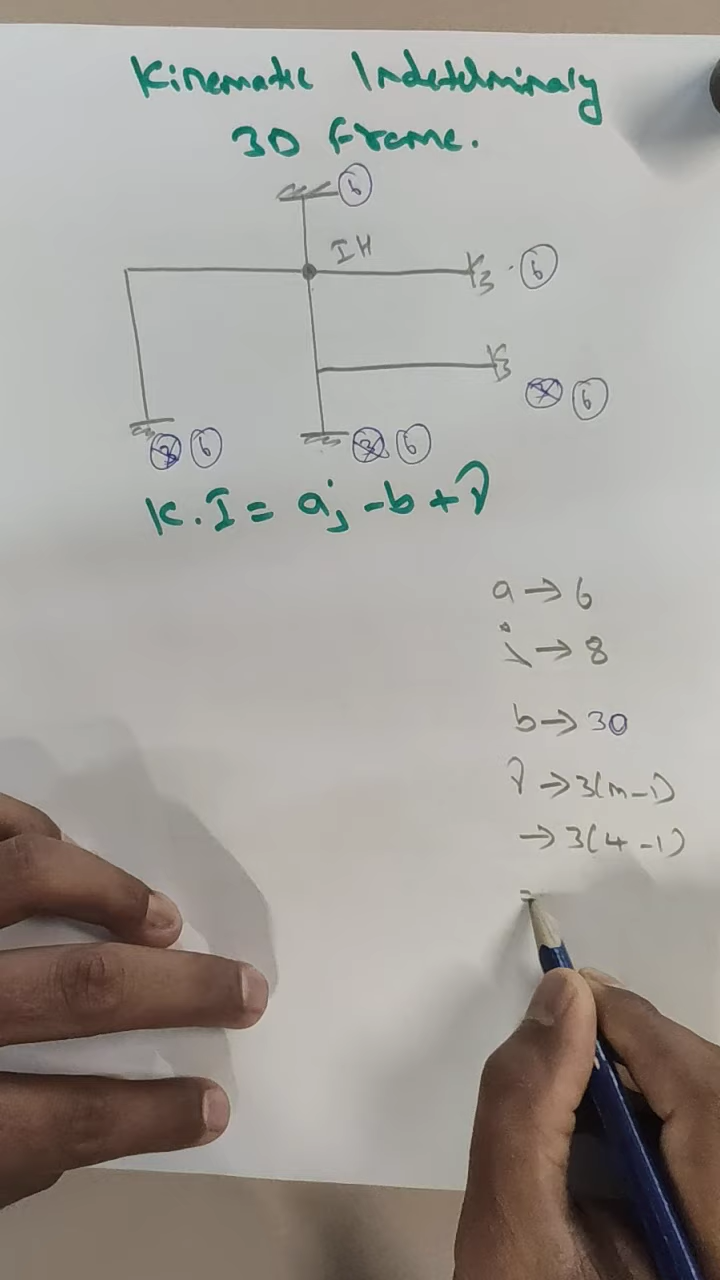 Kinematic Indeterminacy
3D Frame.
6
IH
6
6
6
6
K.I = aj - b + r
a → 6
j → 8
b → 30
r → 3(m-1)
→ 3(4-1)
=